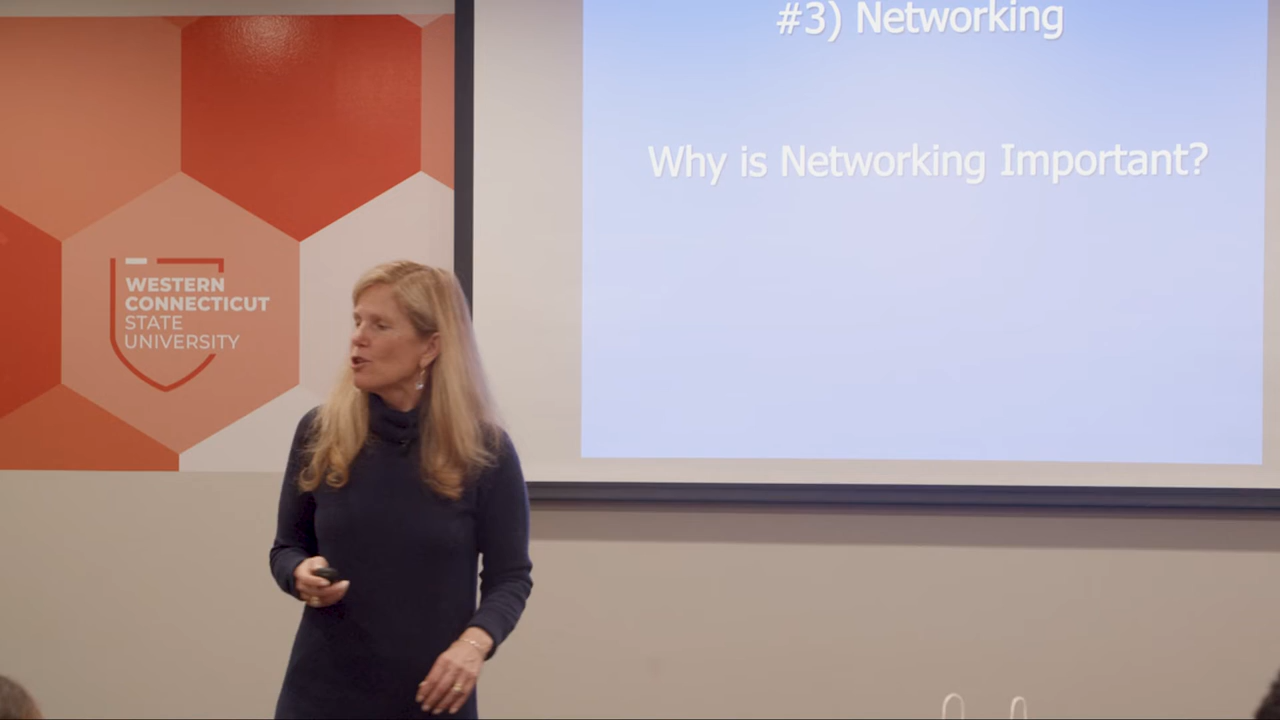 #3) Networking
Why is Networking Important?
WESTERN
CONNECTICUT
STATE
UNIVERSITY